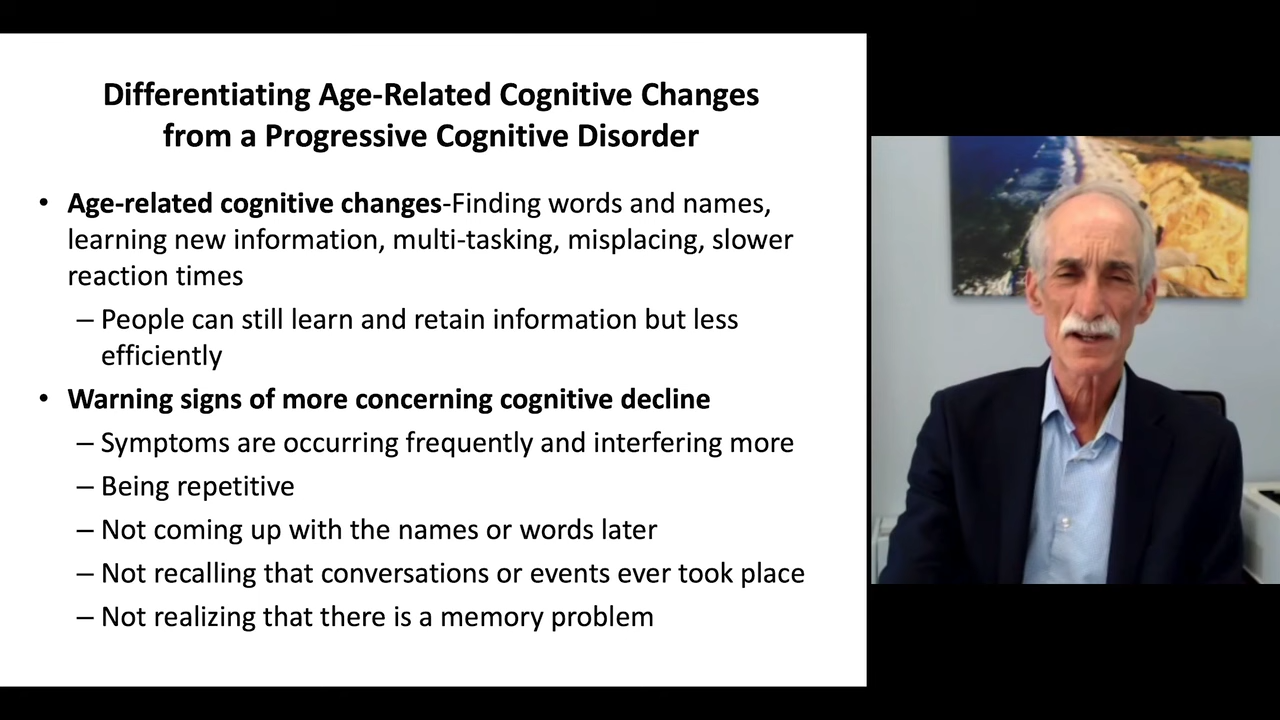 Differentiating Age-Related Cognitive Changes
from a Progressive Cognitive Disorder
• Age-related cognitive changes-Finding words and names,
learning new information, multi-tasking, misplacing, slower
reaction times
– People can still learn and retain information but less
efficiently
• Warning signs of more concerning cognitive decline
– Symptoms are occurring frequently and interfering more
– Being repetitive
– Not coming up with the names or words later
– Not recalling that conversations or events ever took place
– Not realizing that there is a memory problem